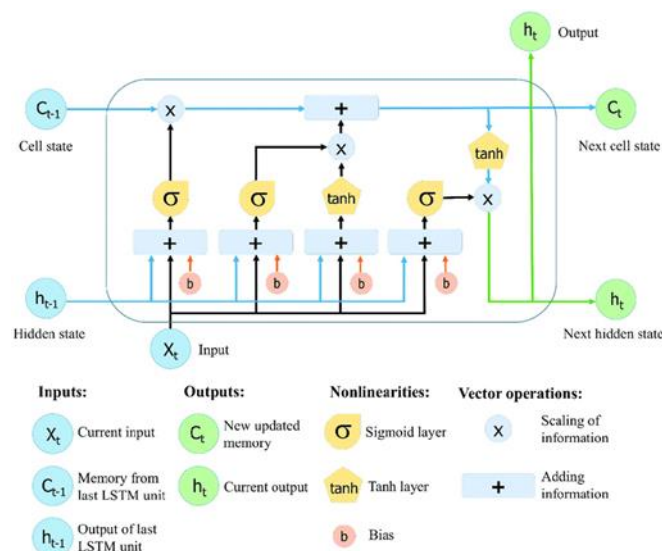 ht Output
Ct-1 x + Ct
Cell state tanh Next cell state
x
σ σ tanh σ x
+ + + +
ht-1 b b b b ht
Hidden state Next hidden state
Xt Input
Inputs: Outputs: Nonlinearities: Vector operations:
Xt Current input
Ct New updated
memory
σ Sigmoid layer
x Scaling of
information
Ct-1 Memory from
last LSTM unit
ht Current output
tanh Tanh layer
+ Adding
information
ht-1 Output of last
LSTM unit
b Bias